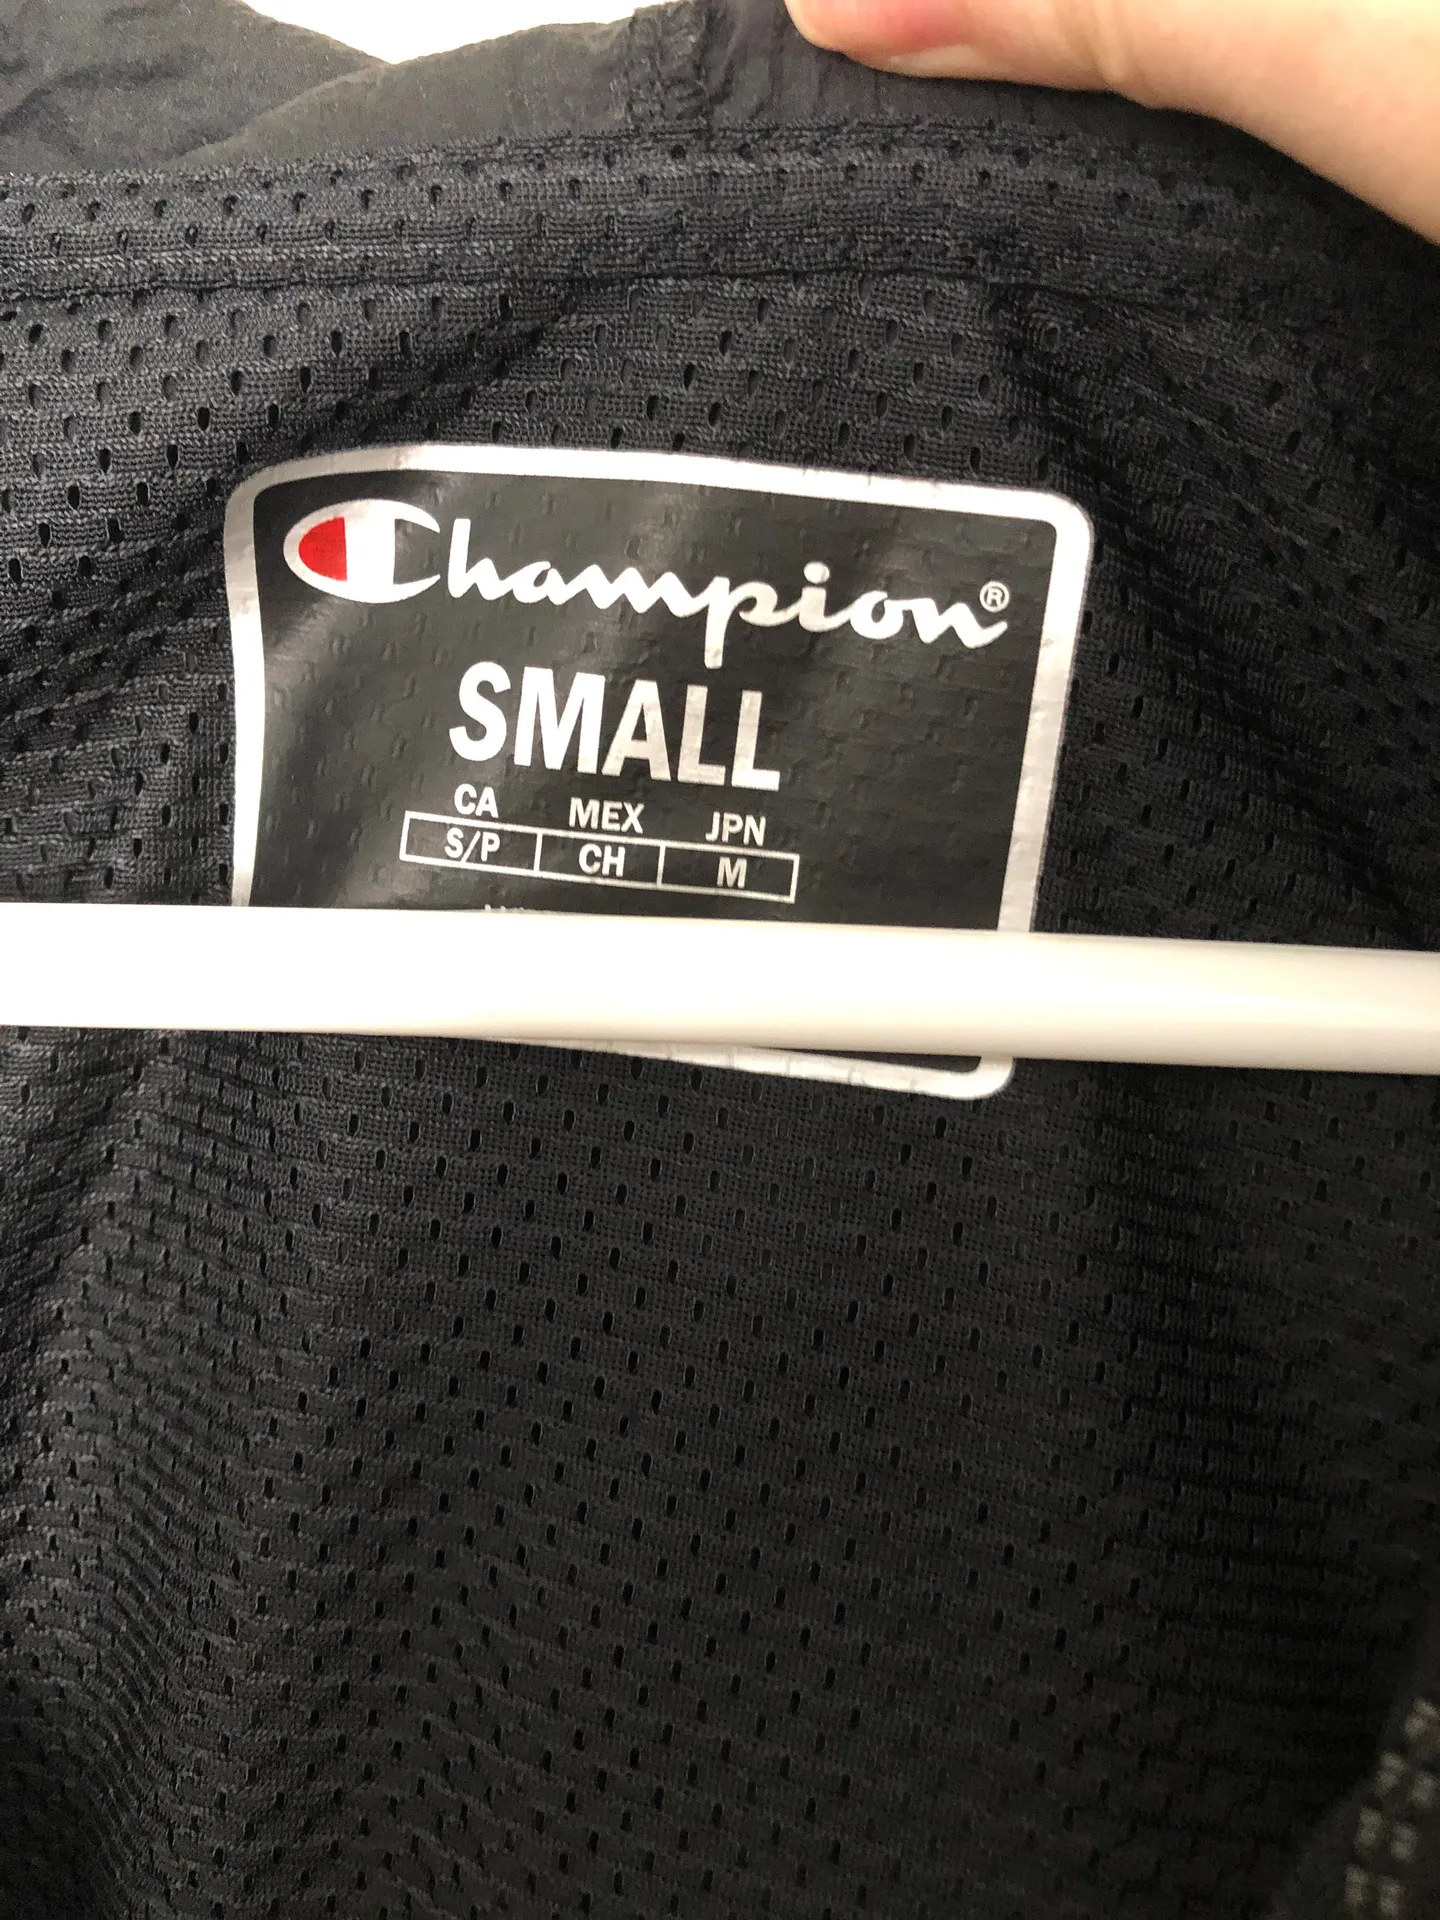 Champion®
SMALL
CA MEX JPN
S/P CH M